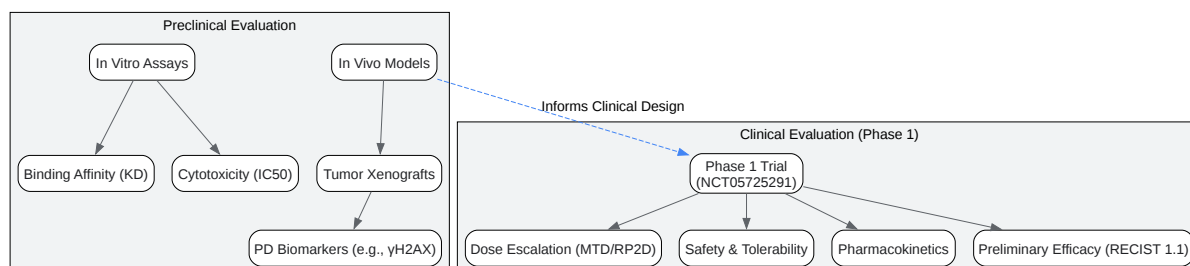 Preclinical Evaluation
In Vitro Assays
In Vivo Models
Binding Affinity (KD)
Cytotoxicity (IC50)
Tumor Xenografts
PD Biomarkers (e.g., γH2AX)
Informs Clinical Design
Clinical Evaluation (Phase 1)
Phase 1 Trial
(NCT05725291)
Dose Escalation (MTD/RP2D)
Safety & Tolerability
Pharmacokinetics
Preliminary Efficacy (RECIST 1.1)